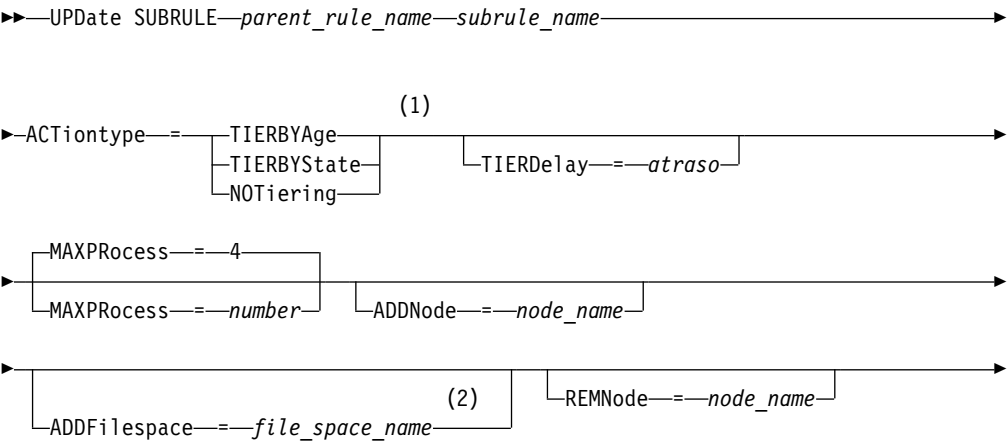 UPDate SUBRULE parent_rule_name subrule_name
(1)
ACTiontype = TIERBYAge
TIERBYState
NOTiering
TIERDelay = atraso
MAXPRocess = 4
MAXPRocess = number
ADDNode = node_name
(2)
ADDFilespace = file_space_name
REMNode = node_name